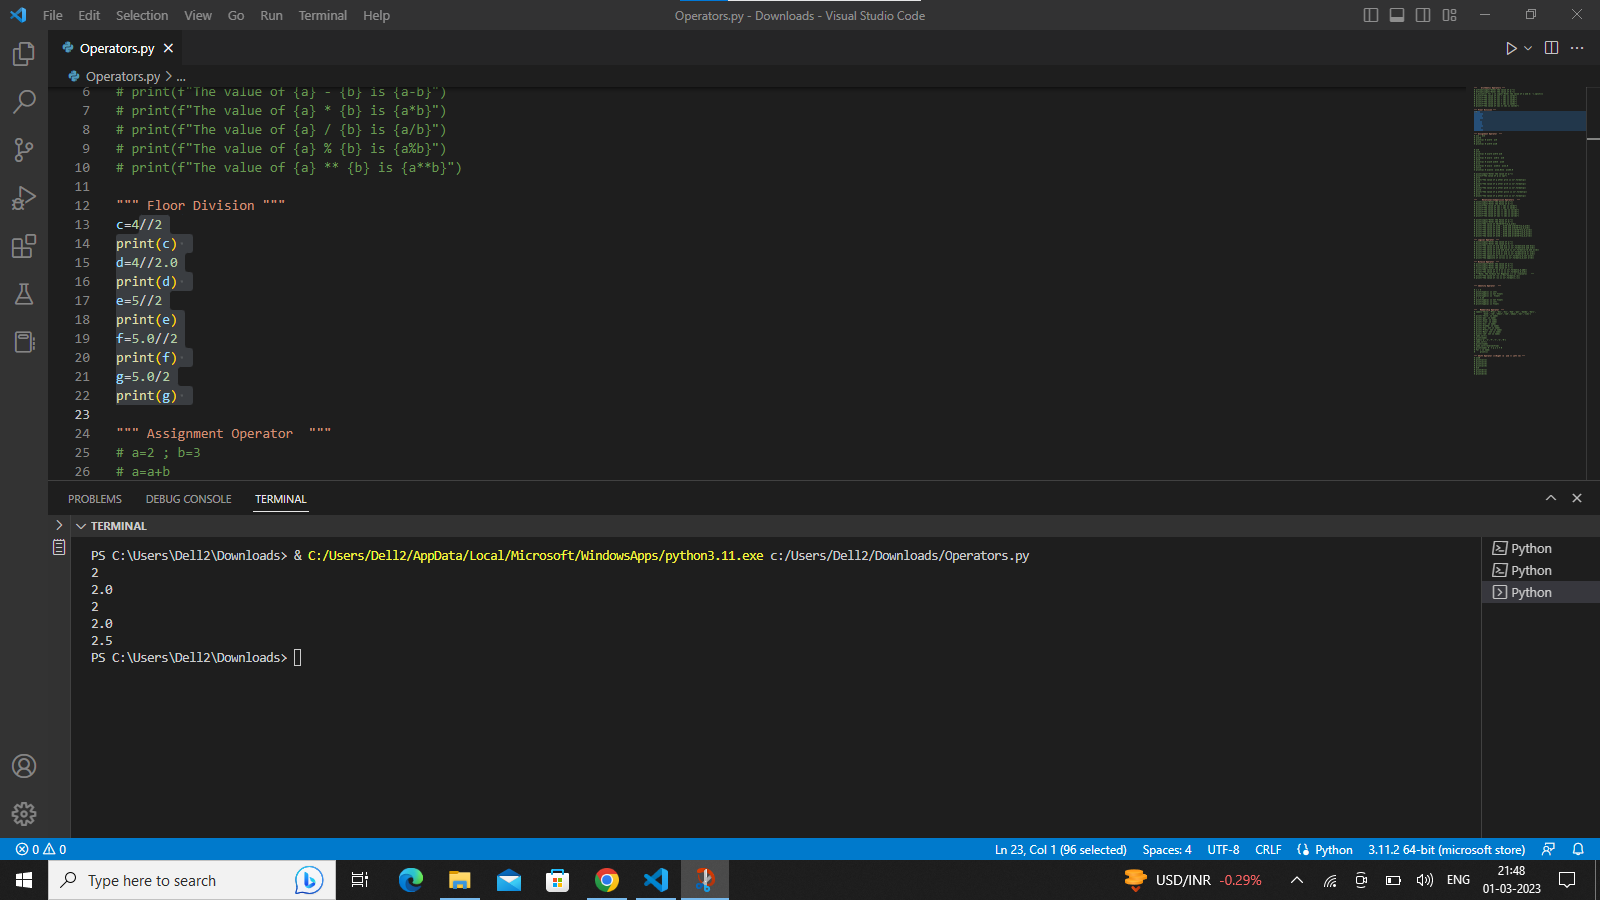 File Edit Selection View Go Run Terminal Help
Operators.py - Downloads - Visual Studio Code
Operators.py
Operators.py > ...
6 # print(f"The value of {a} - {b} is {a-b}")
7 # print(f"The value of {a} * {b} is {a*b}")
8 # print(f"The value of {a} / {b} is {a/b}")
9 # print(f"The value of {a} % {b} is {a%b}")
10 # print(f"The value of {a} ** {b} is {a**b}")
11
12 """ Floor Division """
13 c=4//2
14 print(c)
15 d=4//2.0
16 print(d)
17 e=5//2
18 print(e)
19 f=5.0//2
20 print(f)
21 g=5.0/2
22 print(g)
23
24 """ Assignment Operator  """
25 # a=2 ; b=3
26 # a=a+b
PROBLEMS DEBUG CONSOLE TERMINAL
TERMINAL
PS C:\Users\Dell2\Downloads> & C:/Users/Dell2/AppData/Local/Microsoft/WindowsApps/python3.11.exe c:/Users/Dell2/Downloads/Operators.py
2
2.0
2
2.0
2.5
PS C:\Users\Dell2\Downloads>
Python
Python
Python
0 0 Ln 23, Col 1 (96 selected) Spaces: 4 UTF-8 CRLF Python 3.11.2 64-bit (microsoft store)
Type here to search
USD/INR -0.29% ENG
21:48
01-03-2023